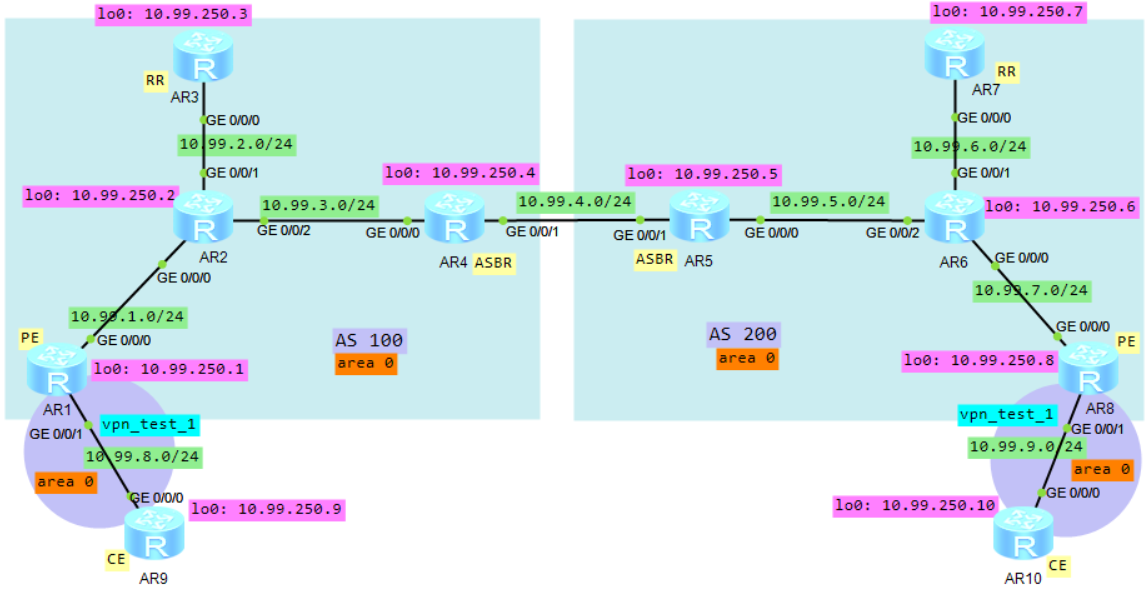 lo0: 10.99.250.3
RR
AR3
GE 0/0/0
10.99.2.0/24
GE 0/0/1
lo0: 10.99.250.2
AR2
GE 0/0/2
10.99.3.0/24
GE 0/0/0
lo0: 10.99.250.4
AR4
ASBR
GE 0/0/1
10.99.4.0/24
GE 0/0/0
10.99.1.0/24
GE 0/0/0
PE
lo0: 10.99.250.1
AR1
AS 100
area 0
GE 0/0/1
vpn_test_1
10.99.8.0/24
area 0
GE 0/0/0
lo0: 10.99.250.9
CE
AR9
lo0: 10.99.250.7
RR
AR7
GE 0/0/0
10.99.6.0/24
GE 0/0/1
lo0: 10.99.250.5
GE 0/0/1
ASBR
AR5
GE 0/0/0
10.99.5.0/24
GE 0/0/2
lo0: 10.99.250.6
AR6
GE 0/0/0
10.99.7.0/24
GE 0/0/0
PE
AS 200
area 0
lo0: 10.99.250.8
AR8
vpn_test_1
GE 0/0/1
10.99.9.0/24
area 0
GE 0/0/0
lo0: 10.99.250.10
AR10
CE
R
R
R
R
R
R
R
R
R
R